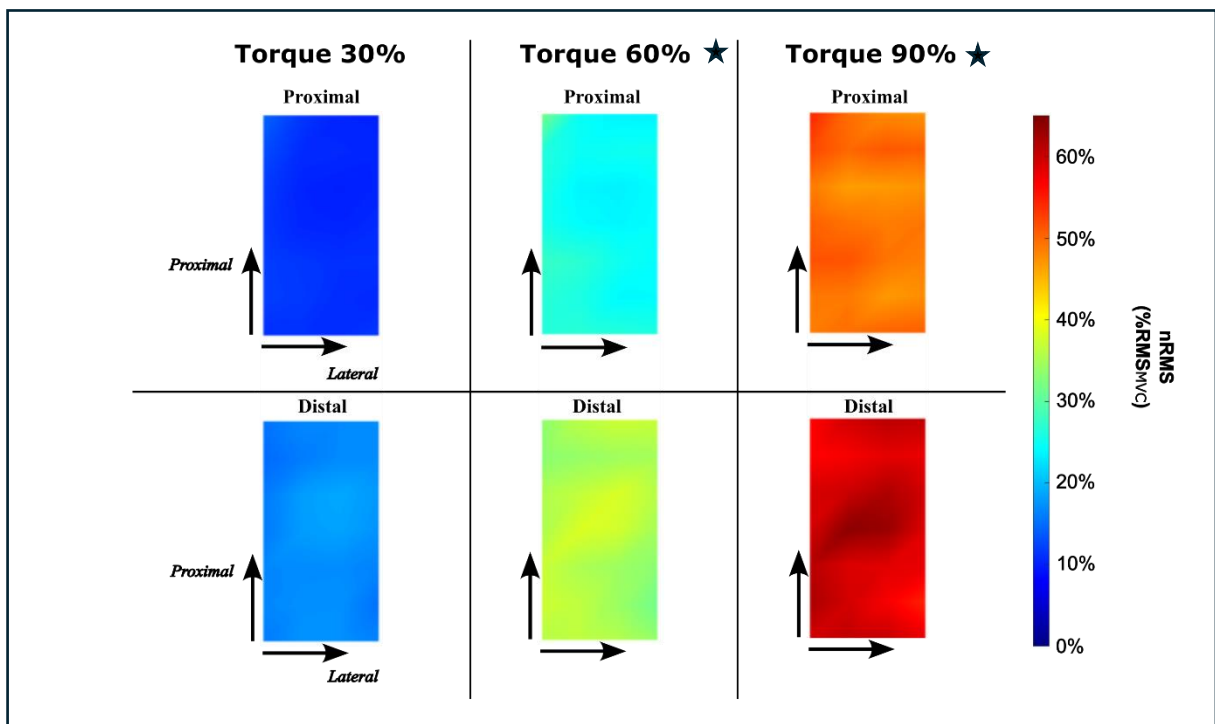 Torque 30%
Torque 60%
Torque 90%
Proximal
Proximal
Proximal
Proximal
Lateral
Distal
Distal
Distal
Proximal
Lateral
60%
50%
40%
30%
20%
10%
0%
nRMS
(%RMSMVC)